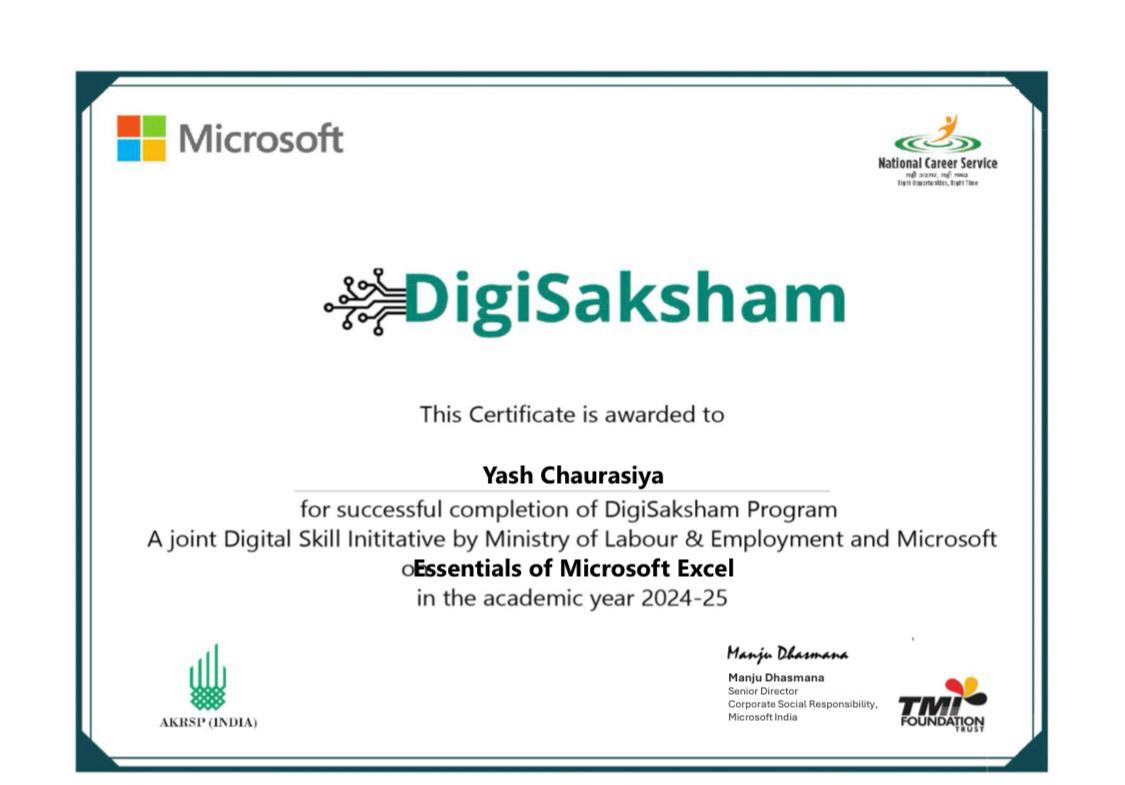 Microsoft
National Career Service
Right Opportunities, Right Time
DigiSaksham
This Certificate is awarded to
Yash Chaurasiya
for successful completion of DigiSaksham Program
A joint Digital Skill Inititative by Ministry of Labour & Employment and Microsoft
on Essentials of Microsoft Excel
in the academic year 2024-25
Manju Dhasmana
Manju Dhasmana
Senior Director
Corporate Social Responsibility,
Microsoft India
AKRSP (INDIA)
TMI
FOUNDATION
TRUST